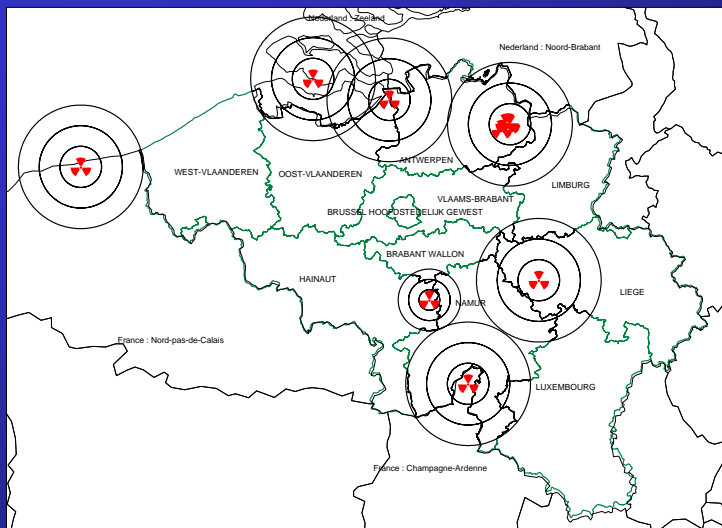 Nederland : Zeeland
Nederland : Noord-Brabant
ANTWERPEN
WEST-VLAANDEREN
OOST-VLAANDEREN
LIMBURG
VLAAMS-BRABANT
BRUSSEL HOOFDSTEDELIJK GEWEST
BRABANT WALLON
HAINAUT
LIEGE
NAMUR
France : Nord-pas-de-Calais
LUXEMBOURG
France : Champagne-Ardenne